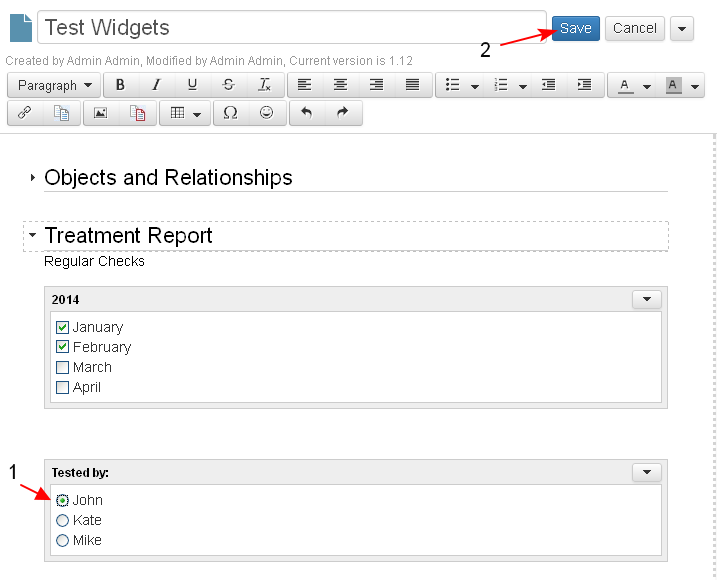 Test Widgets
2
Save
Cancel
Created by Admin Admin, Modified by Admin Admin, Current version is 1.12
Paragraph B I U S Tx A A
Ω
Objects and Relationships
Treatment Report
Regular Checks
2014
January
February
March
April
1
Tested by:
John
Kate
Mike